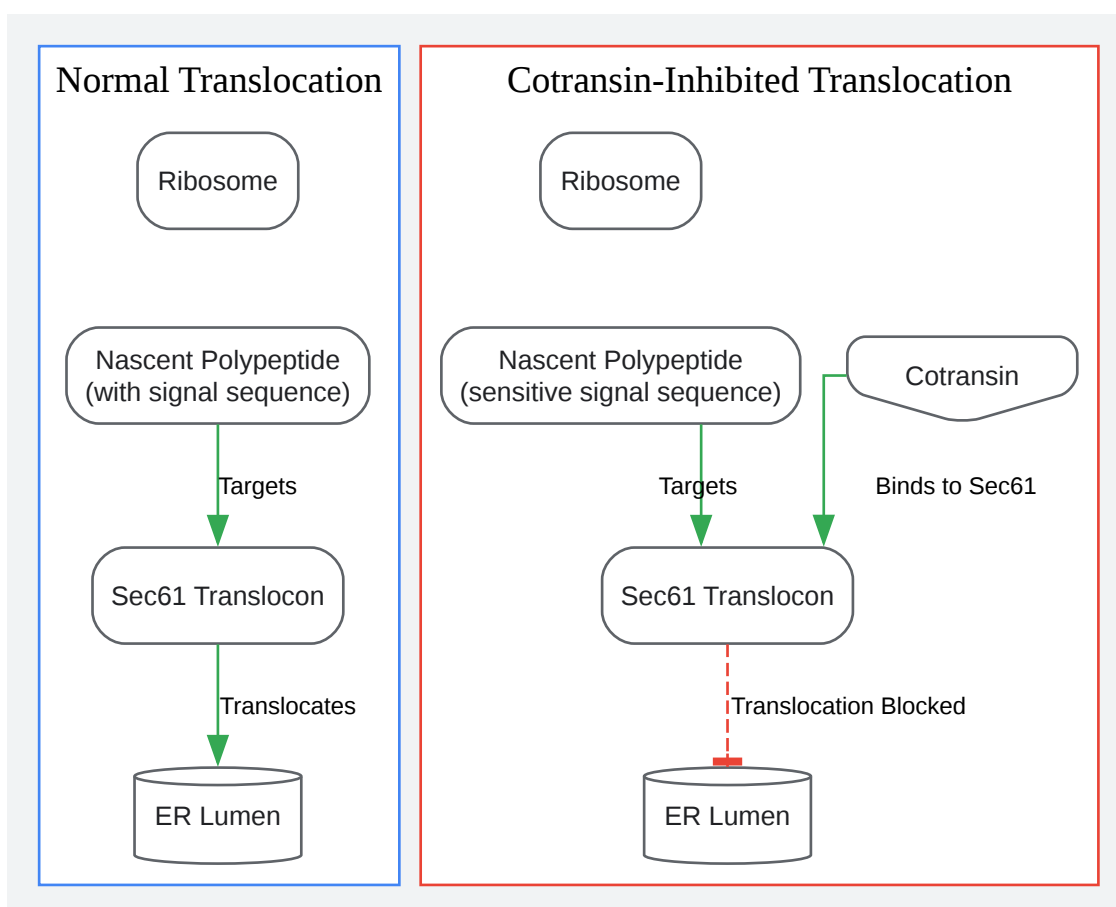 Normal Translocation
Ribosome
Nascent Polypeptide
(with signal sequence)
Targets
Sec61 Translocon
Translocates
ER Lumen
Cotransin-Inhibited Translocation
Ribosome
Nascent Polypeptide
(sensitive signal sequence)
Cotransin
Targets
Binds to Sec61
Sec61 Translocon
Translocation Blocked
ER Lumen